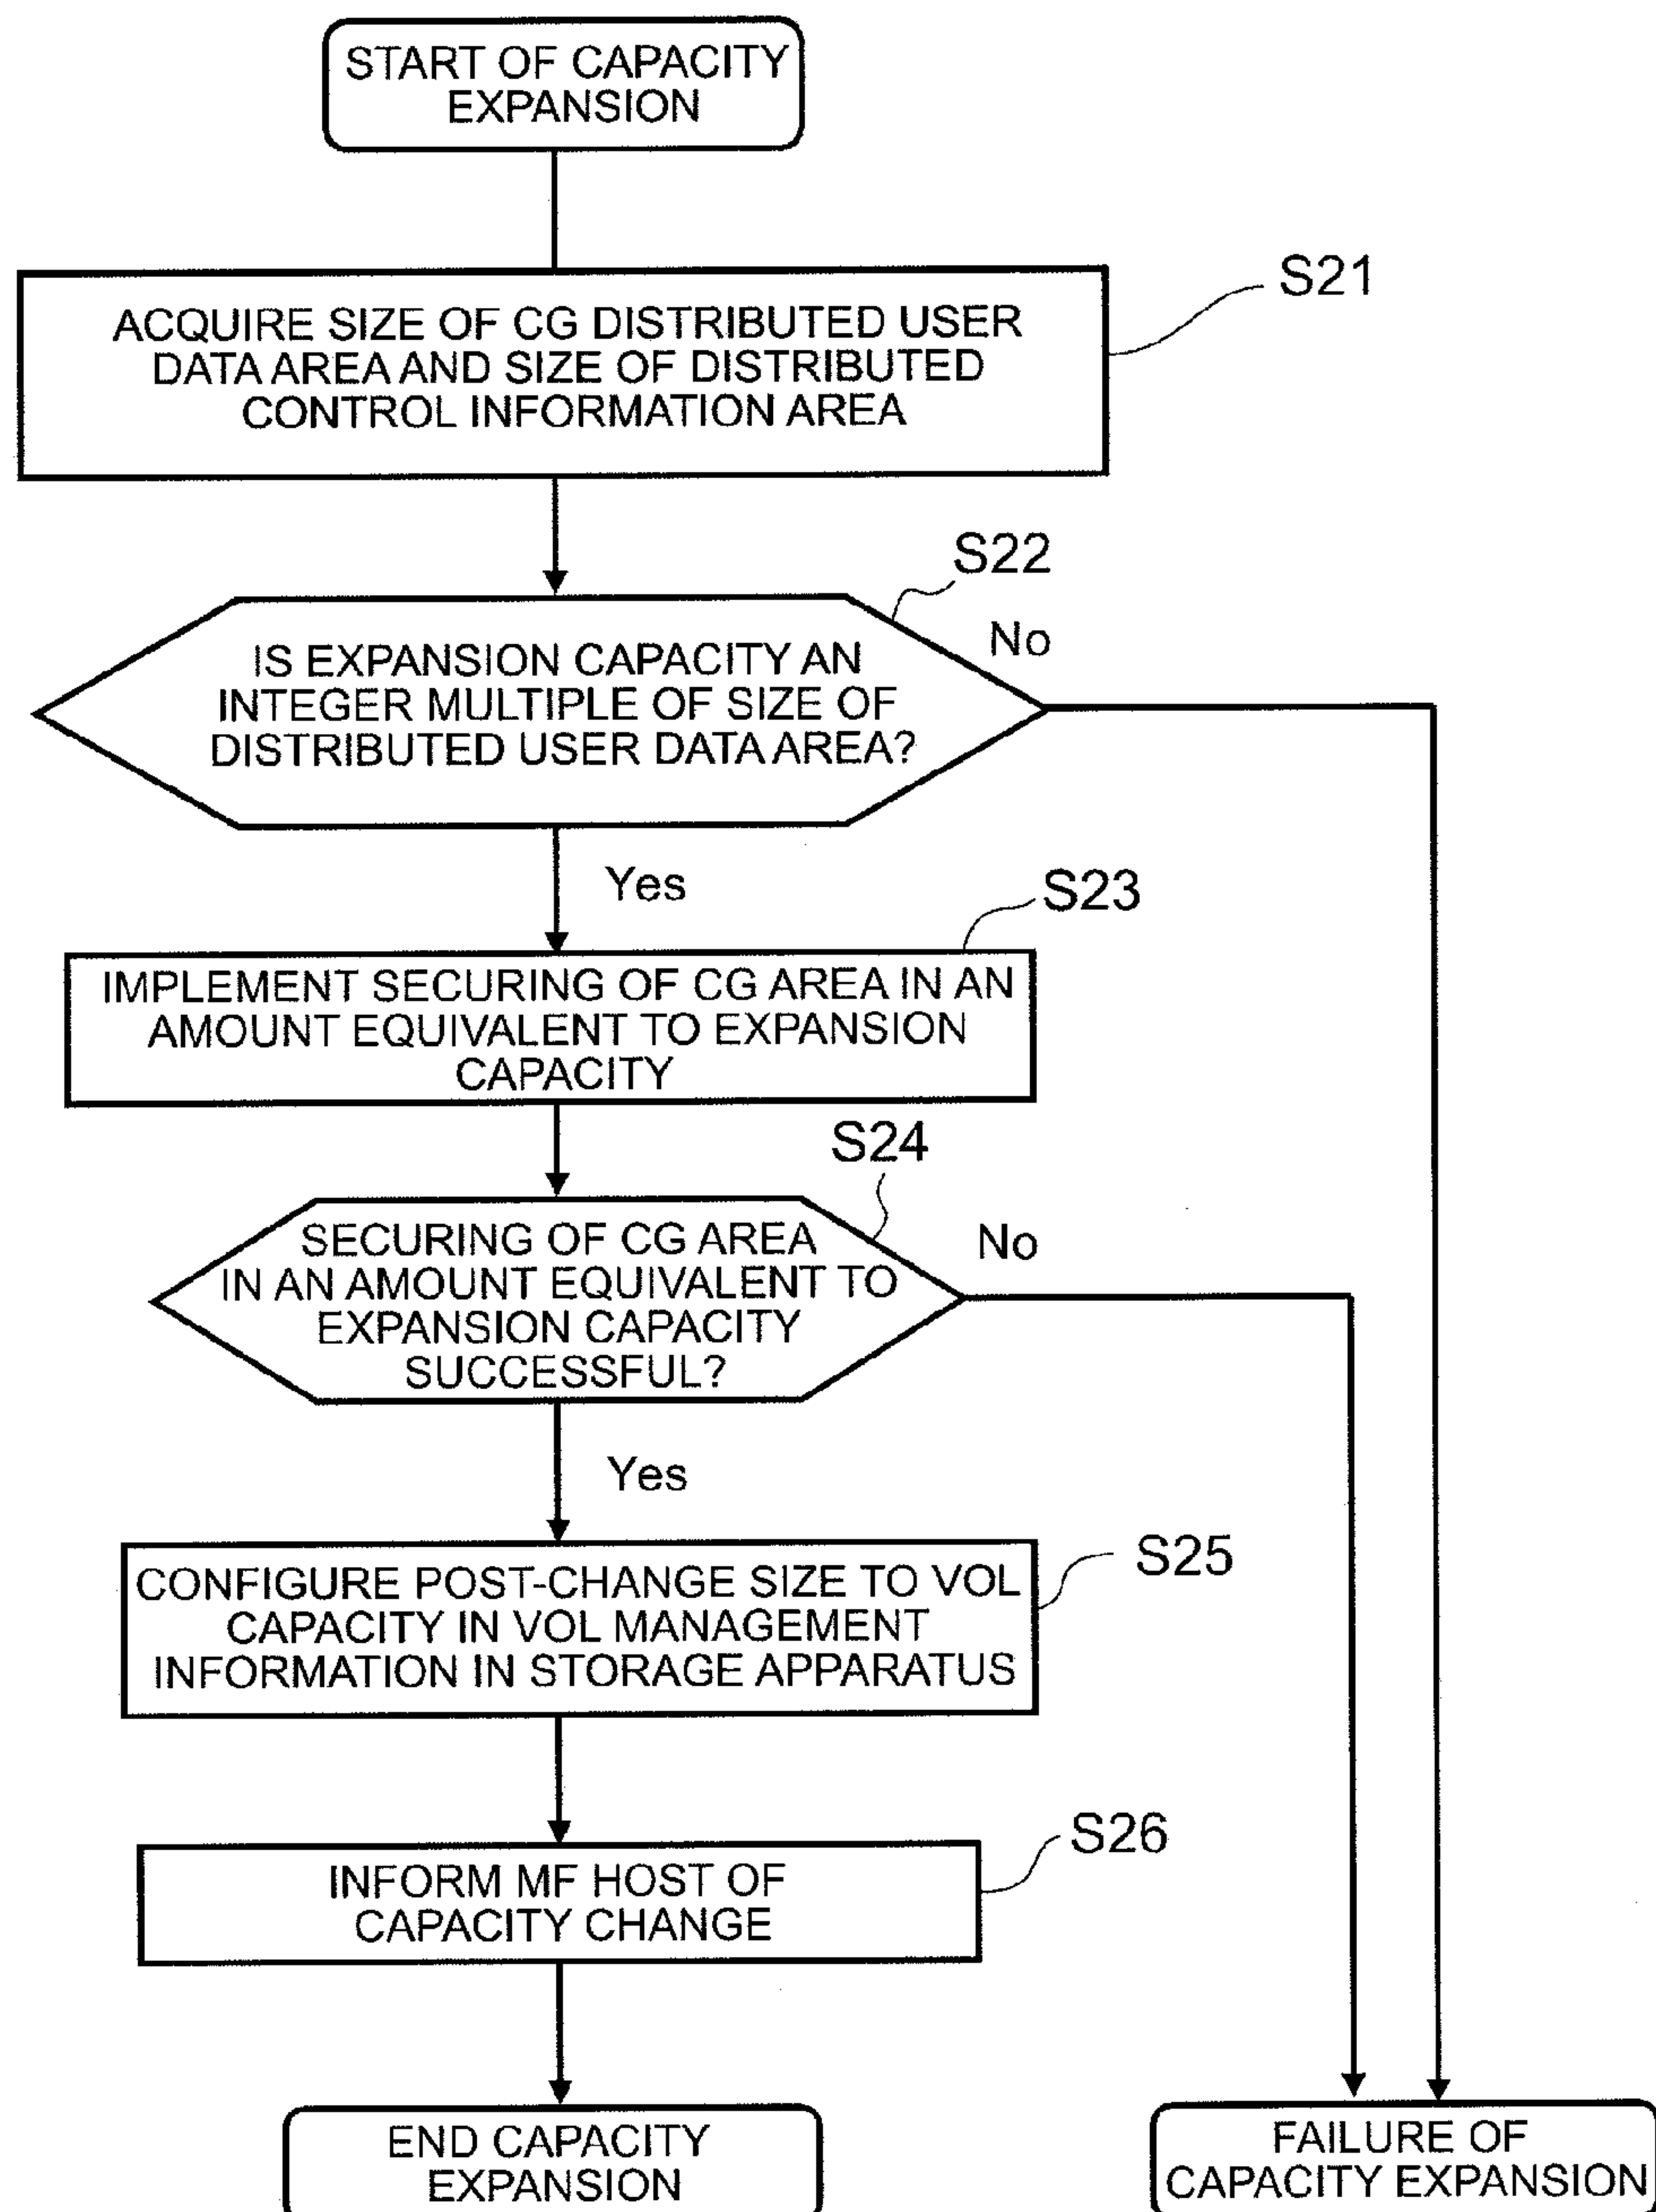 START OF CAPACITY
EXPANSION
S21
ACQUIRE SIZE OF CG DISTRIBUTED USER
DATA AREA AND SIZE OF DISTRIBUTED
CONTROL INFORMATION AREA
S22
No
IS EXPANSION CAPACITY AN
INTEGER MULTIPLE OF SIZE OF
DISTRIBUTED USER DATA AREA?
Yes
S23
IMPLEMENT SECURING OF CG AREA IN AN
AMOUNT EQUIVALENT TO EXPANSION
CAPACITY
S24
No
SECURING OF CG AREA
IN AN AMOUNT EQUIVALENT TO
EXPANSION CAPACITY
SUCCESSFUL?
Yes
S25
CONFIGURE POST-CHANGE SIZE TO VOL
CAPACITY IN VOL MANAGEMENT
INFORMATION IN STORAGE APPARATUS
S26
INFORM MF HOST OF
CAPACITY CHANGE
END CAPACITY
EXPANSION
FAILURE OF
CAPACITY EXPANSION